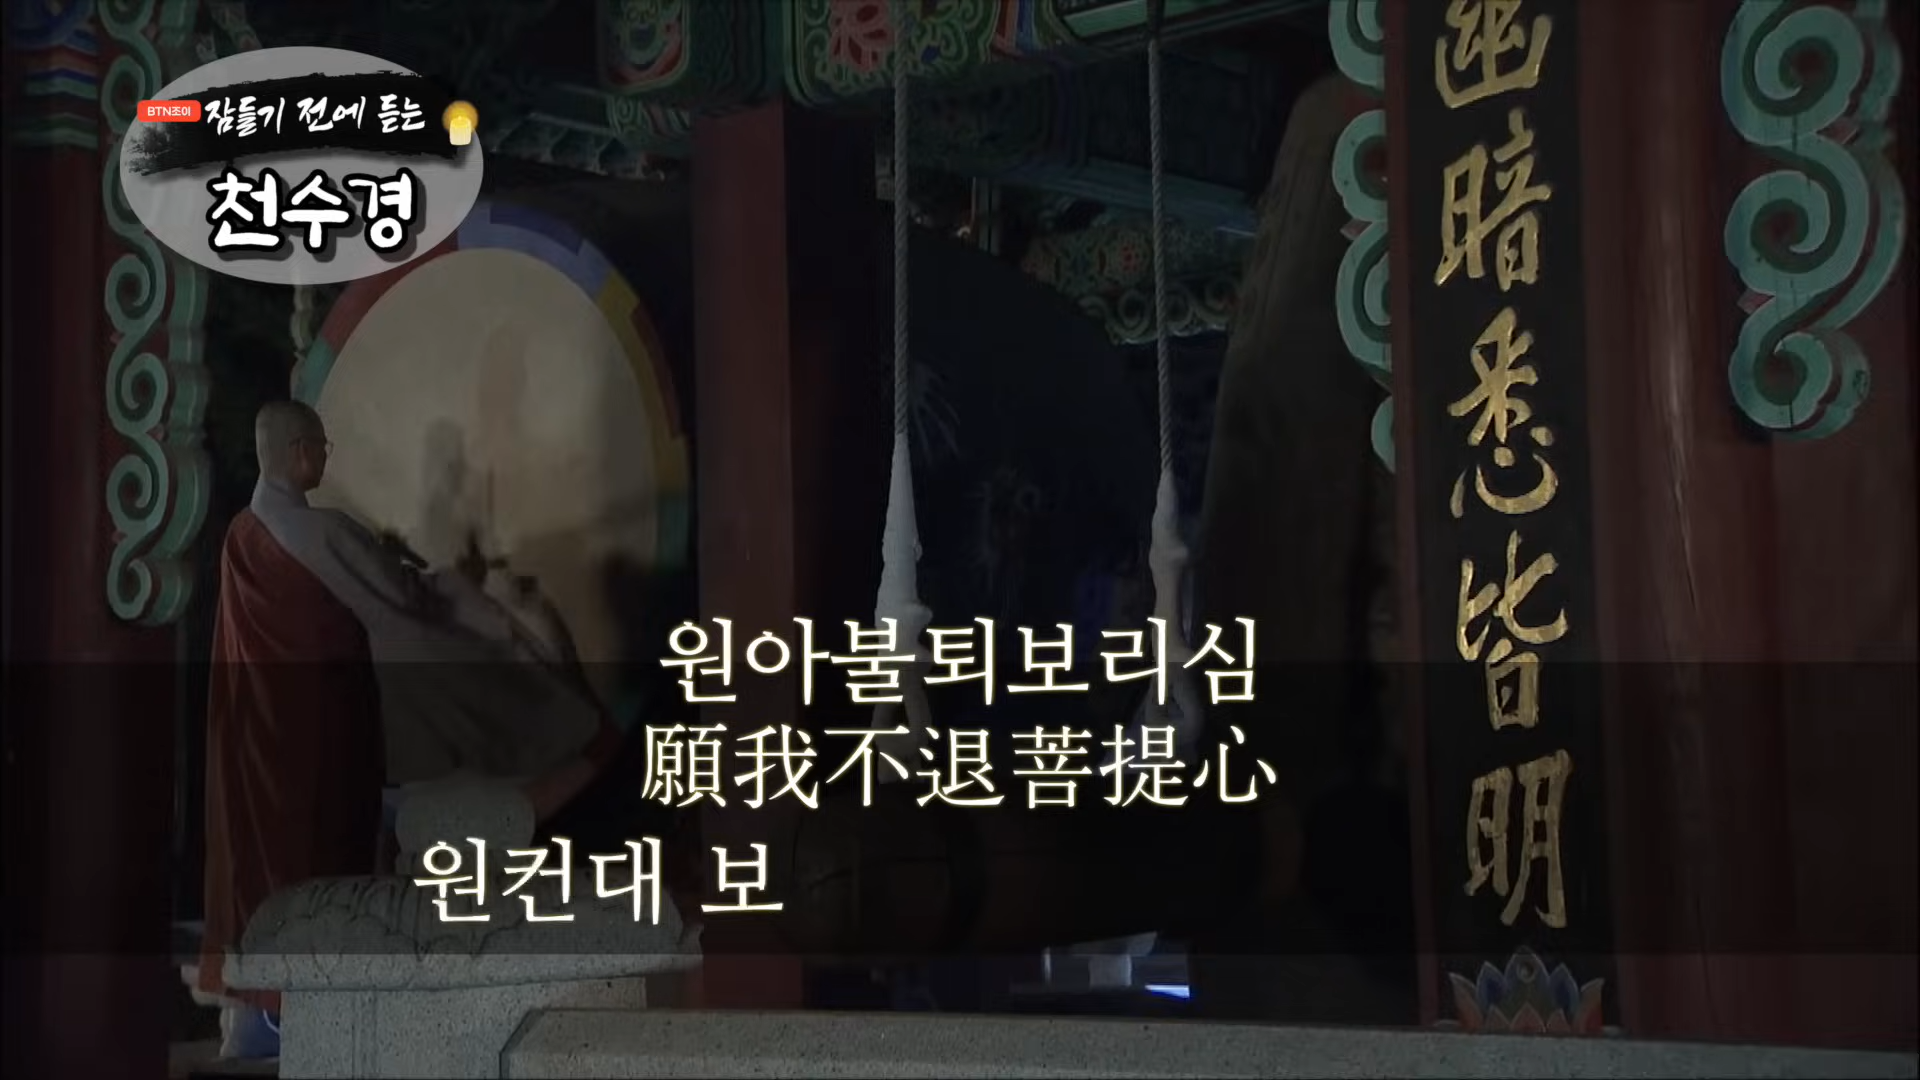 BTN조이 잠들기 전에 듣는
천수경
幽暗悉皆明
원아불퇴보리심
願我不退菩提心
원컨대 보